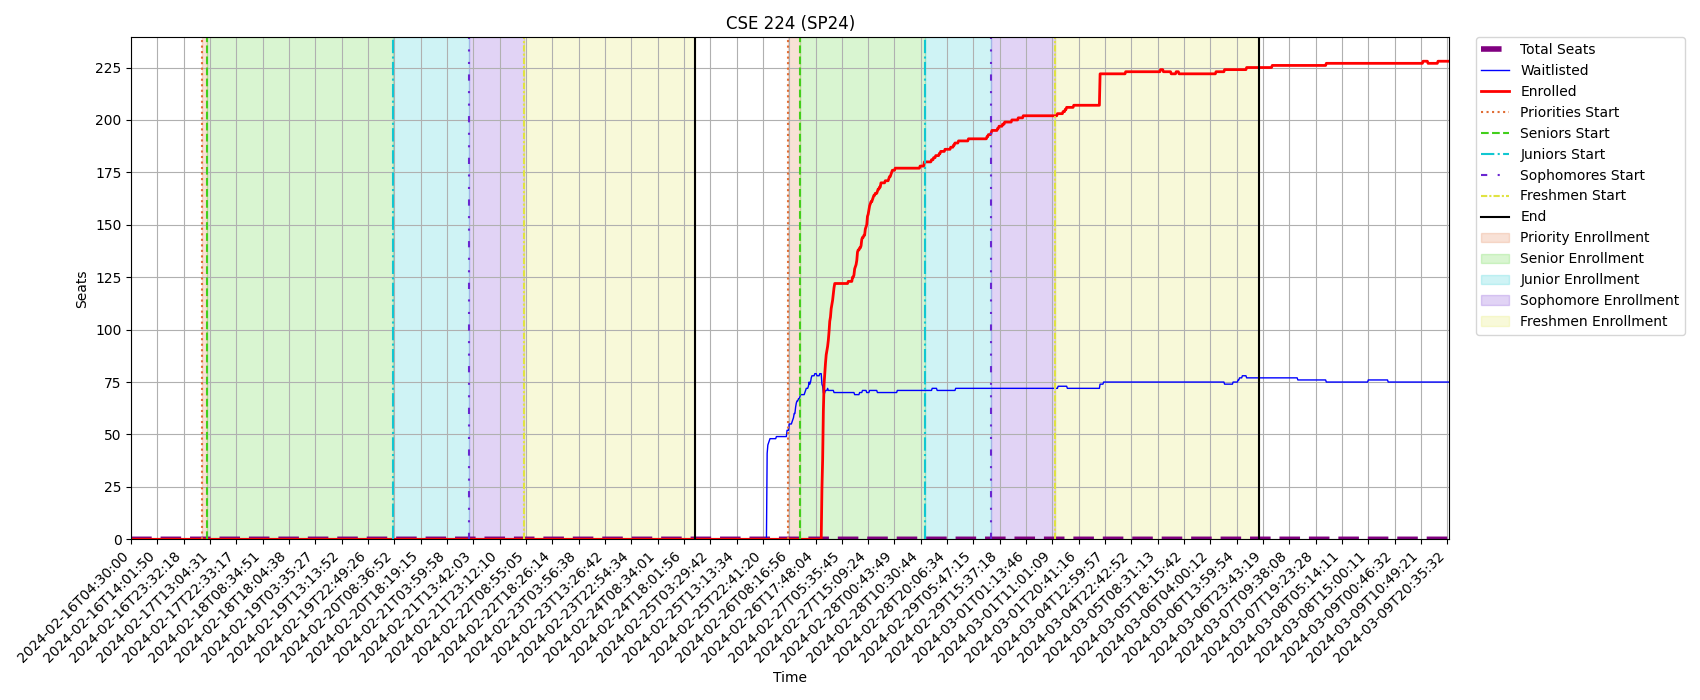 CSE 224 (SP24)
Seats
225
200
175
150
125
100
75
50
25
0
2024-02-16T04:30:00
2024-02-16T14:01:50
2024-02-16T23:32:18
2024-02-17T13:04:31
2024-02-17T22:33:17
2024-02-18T08:34:51
2024-02-18T18:04:38
2024-02-19T03:35:27
2024-02-19T13:13:52
2024-02-19T22:49:26
2024-02-20T08:36:52
2024-02-20T18:19:15
2024-02-21T03:59:58
2024-02-21T13:42:03
2024-02-21T23:12:10
2024-02-22T08:55:05
2024-02-22T18:26:14
2024-02-23T03:56:38
2024-02-23T13:26:42
2024-02-23T22:54:34
2024-02-24T08:34:01
2024-02-24T18:01:56
2024-02-25T03:29:42
2024-02-25T13:13:34
2024-02-25T22:41:20
2024-02-26T08:16:56
2024-02-26T17:48:04
2024-02-27T05:35:45
2024-02-27T15:09:24
2024-02-28T00:43:49
2024-02-28T10:30:44
2024-02-28T20:06:34
2024-02-29T05:47:15
2024-02-29T15:37:18
2024-03-01T01:13:46
2024-03-01T11:01:09
2024-03-01T20:41:16
2024-03-04T12:59:57
2024-03-04T22:42:52
2024-03-05T08:31:13
2024-03-05T18:15:42
2024-03-06T04:00:12
2024-03-06T13:59:54
2024-03-06T23:43:19
2024-03-07T09:38:08
2024-03-07T19:23:28
2024-03-08T05:14:11
2024-03-08T15:00:11
2024-03-09T00:46:32
2024-03-09T10:49:21
2024-03-09T20:35:32
Time
Total Seats
Waitlisted
Enrolled
Priorities Start
Seniors Start
Juniors Start
Sophomores Start
Freshmen Start
End
Priority Enrollment
Senior Enrollment
Junior Enrollment
Sophomore Enrollment
Freshmen Enrollment